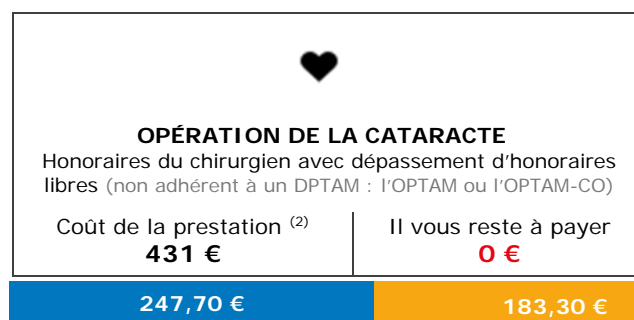 OPÉRATION DE LA CATARACTE
Honoraires du chirurgien avec dépassement d'honoraires
libres (non adhérent à un DPTAM : l'OPTAM ou l'OPTAM-CO)
Coût de la prestation (2)
431 €
Il vous reste à payer
0 €
247,70 €
183,30 €